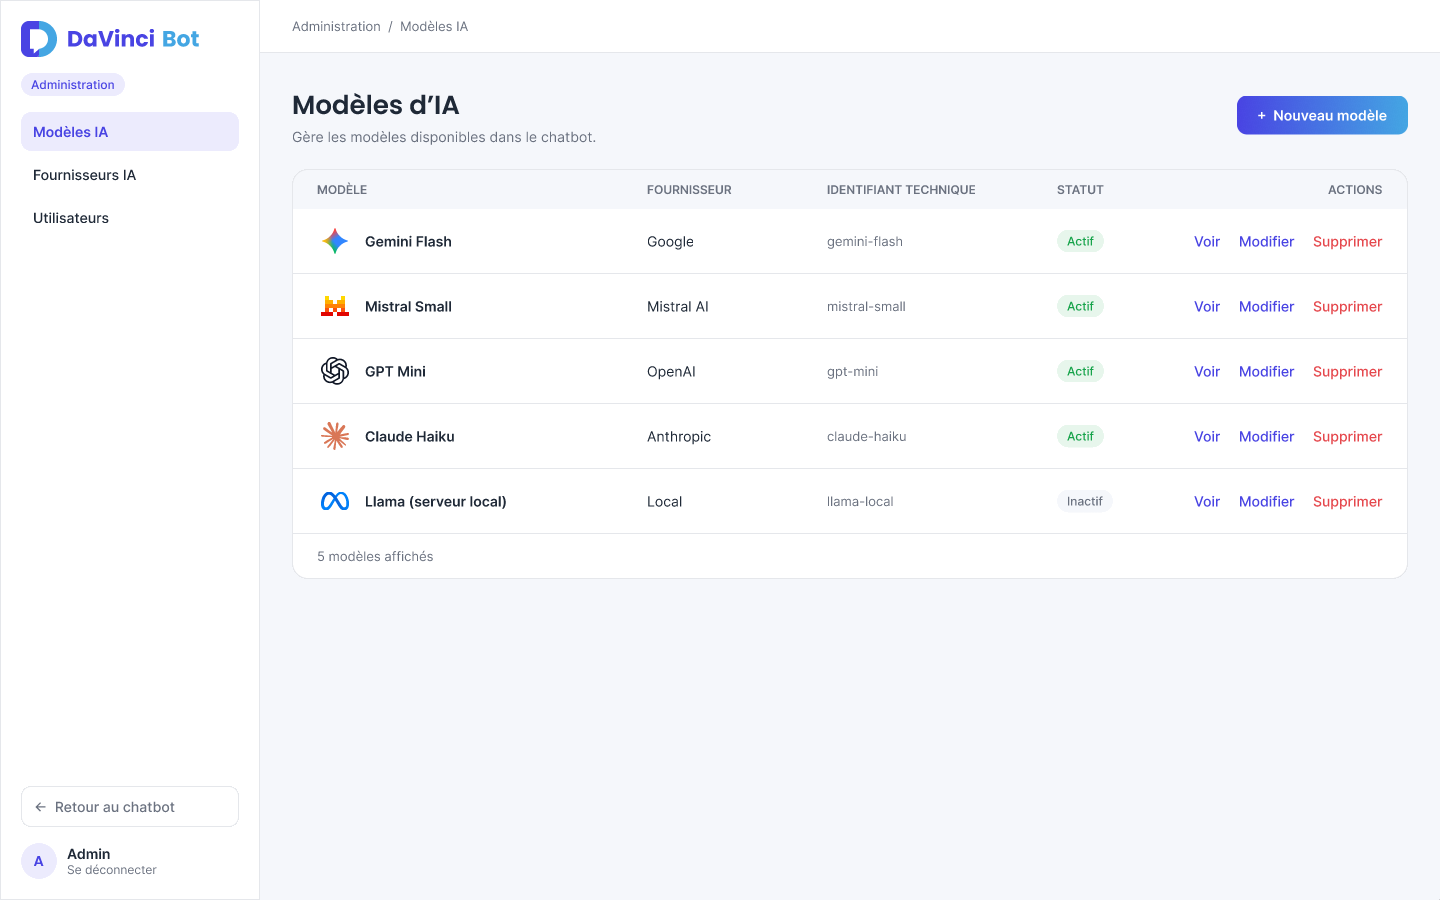 DaVinci Bot
Administration
Modèles IA
Fournisseurs IA
Utilisateurs
← Retour au chatbot
A
Admin
Se déconnecter
Administration / Modèles IA
Modèles d’IA
Gère les modèles disponibles dans le chatbot.
+ Nouveau modèle
MODÈLE FOURNISSEUR IDENTIFIANT TECHNIQUE STATUT ACTIONS
Gemini Flash Google gemini-flash Actif Voir Modifier Supprimer
Mistral Small Mistral AI mistral-small Actif Voir Modifier Supprimer
GPT Mini OpenAI gpt-mini Actif Voir Modifier Supprimer
Claude Haiku Anthropic claude-haiku Actif Voir Modifier Supprimer
Llama (serveur local) Local llama-local Inactif Voir Modifier Supprimer
5 modèles affichés